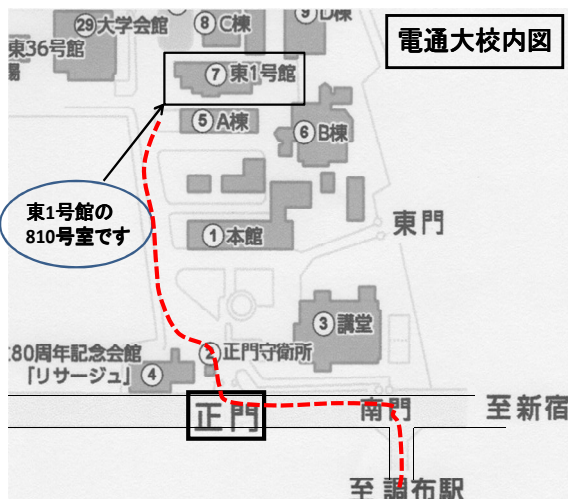 29 大学会館
8 C棟
9 D棟
電通大校内図
東36号館
場
7 東1号館
5 A棟
6 B棟
東1号館の
810号室です
東門
1 本館
3 講堂
80周年記念会館
「リサージュ」 4
2 正門守衛所
正門
南門
至新宿
至調布駅